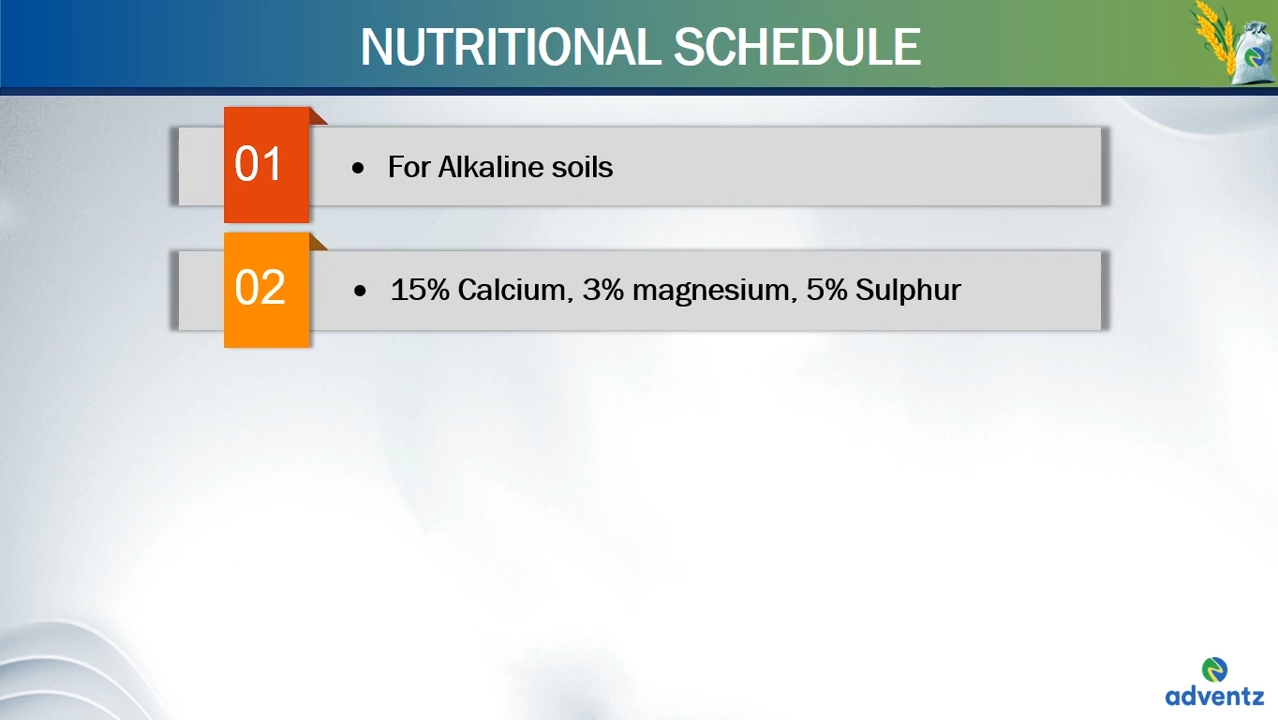 NUTRITIONAL SCHEDULE
01
• For Alkaline soils
02
• 15% Calcium, 3% magnesium, 5% Sulphur
adventz